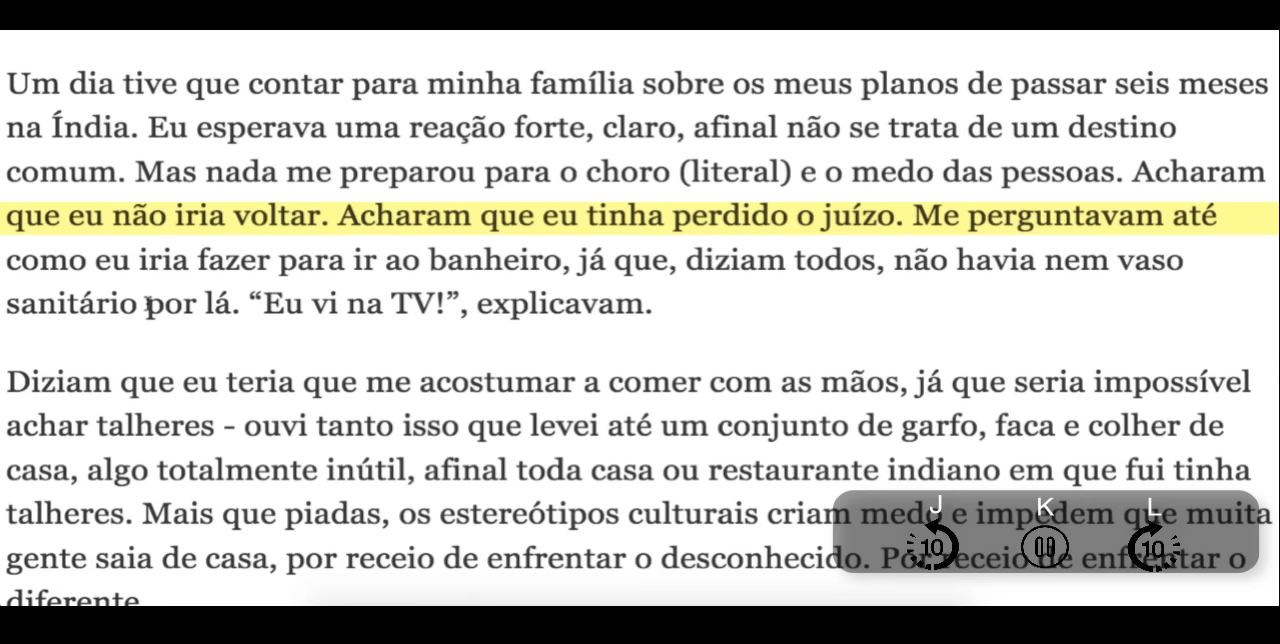 Um dia tive que contar para minha família sobre os meus planos de passar seis meses
na Índia. Eu esperava uma reação forte, claro, afinal não se trata de um destino
comum. Mas nada me preparou para o choro (literal) e o medo das pessoas. Acharam
que eu não iria voltar. Acharam que eu tinha perdido o juízo. Me perguntavam até
como eu iria fazer para ir ao banheiro, já que, diziam todos, não havia nem vaso
sanitário por lá. “Eu vi na TV!”, explicavam.
Diziam que eu teria que me acostumar a comer com as mãos, já que seria impossível
achar talheres - ouvi tanto isso que levei até um conjunto de garfo, faca e colher de
casa, algo totalmente inútil, afinal toda casa ou restaurante indiano em que fui tinha
talheres. Mais que piadas, os estereótipos culturais criam medo e impedem que muita
gente saia de casa, por receio de enfrentar o desconhecido. Por receio de enfrentar o
diferente
J K L
10 10